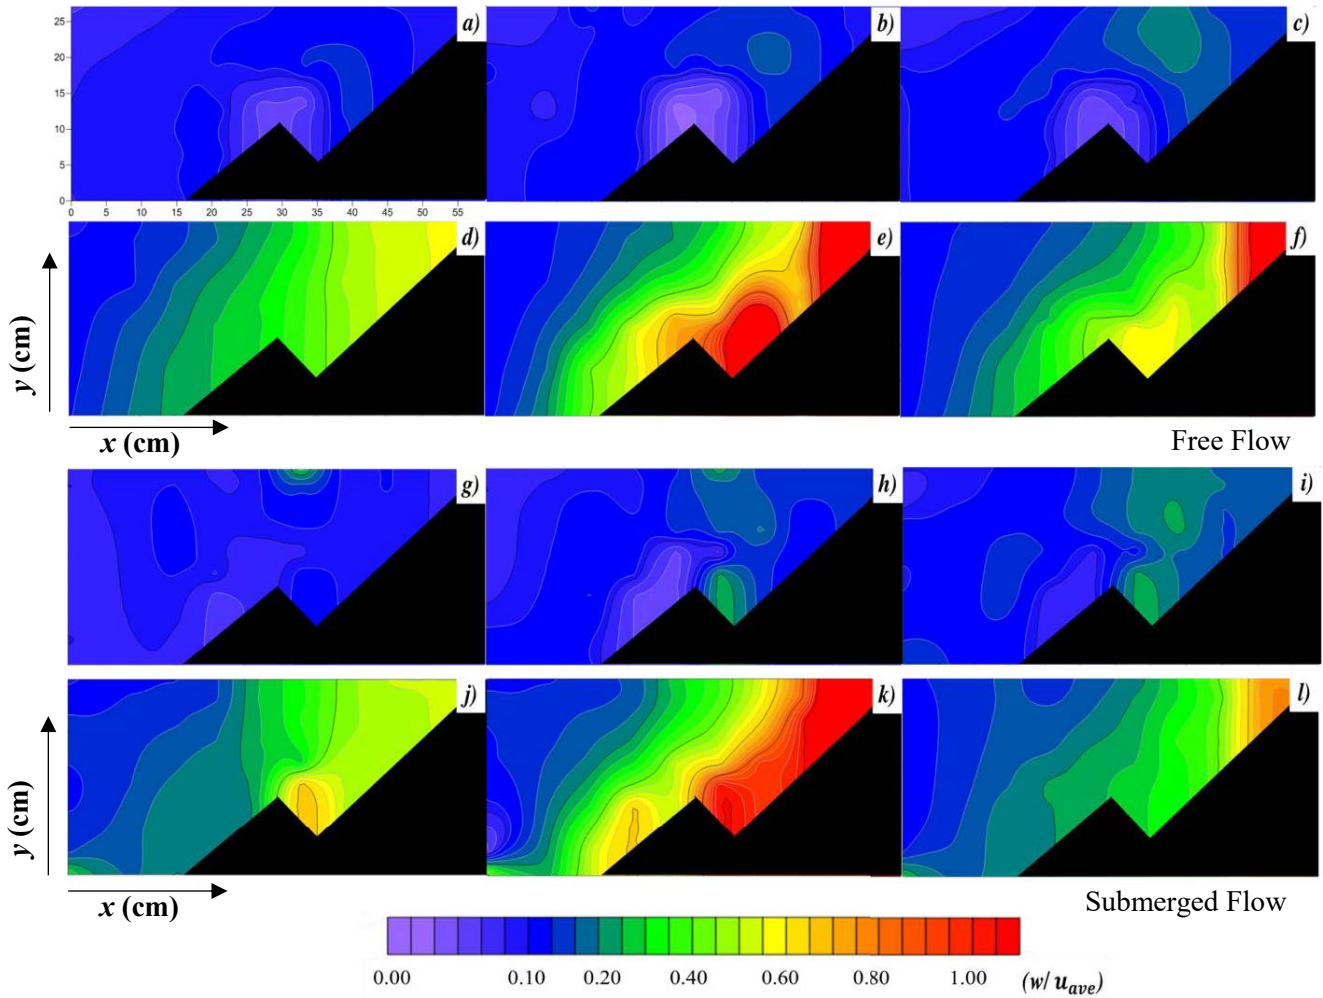 a)
b)
c)
25
20
15
10
5
0
0 5 10 15 20 25 30 35 40 45 50 55
d)
e)
f)
y (cm)
x (cm)
Free Flow
g)
h)
i)
j)
k)
l)
y (cm)
x (cm)
Submerged Flow
0.00 0.10 0.20 0.40 0.60 0.80 1.00 (w/ u_ave)